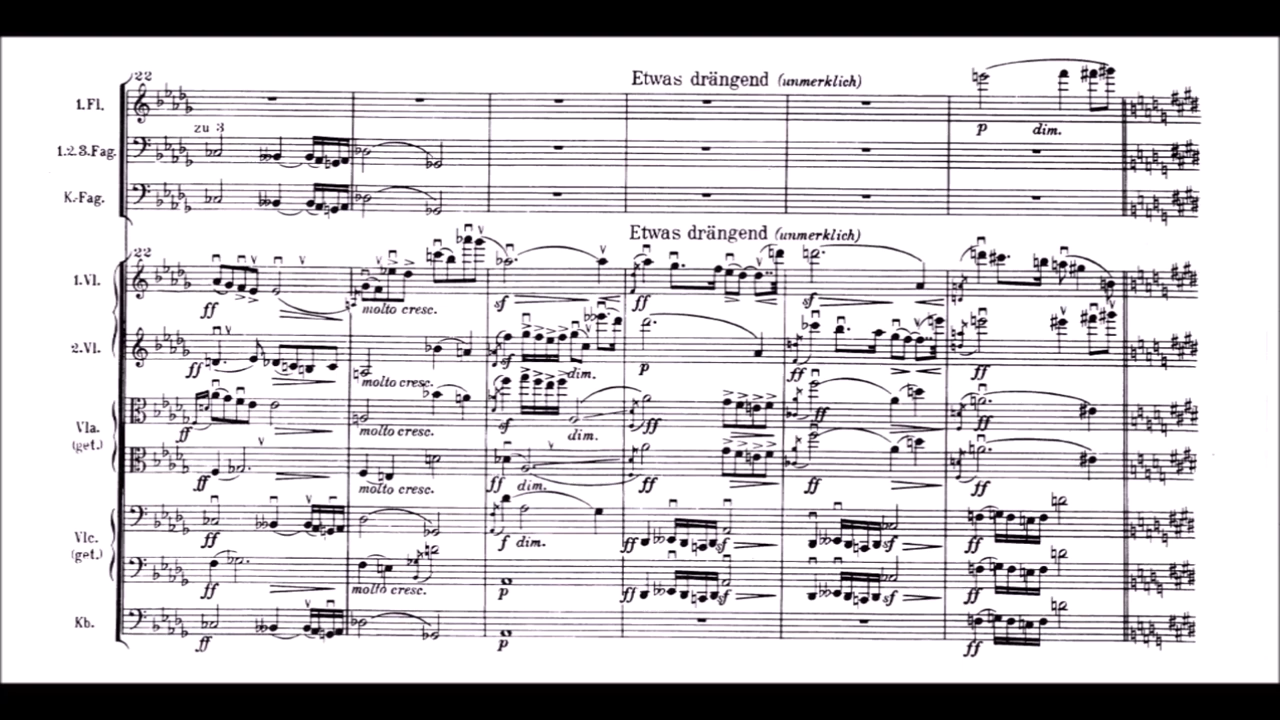 22
Etwas drängend (unmerklich)
1.Fl.
p dim.
zu 3
1.2.3.Fag.
K.-Fag.
22
Etwas drängend (unmerklich)
1.Vl.
ff molto cresc. sf ff sf
2.Vl.
ff molto cresc. sf dim. p ff ff
Vla.
(get.)
ff molto cresc. sf dim. ff ff ff
ff molto cresc. ff dim. ff ff ff
Vlc.
(get.)
ff f dim. ff sf sf ff
ff molto cresc. p ff sf sf ff
Kb.
ff p ff